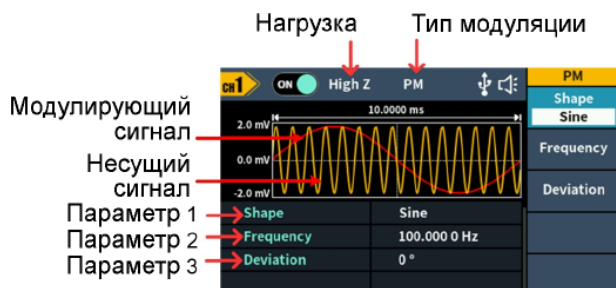 Нагрузка Тип модуляции
CH1 ON High Z PM PM
Shape
Sine
Frequency
Deviation
10.0000 ms
2.0 mV
0.0 mV
-2.0 mV
Модулирующий
сигнал
Несущий
сигнал
Параметр 1 Shape Sine
Параметр 2 Frequency 100.000 0 Hz
Параметр 3 Deviation 0 °